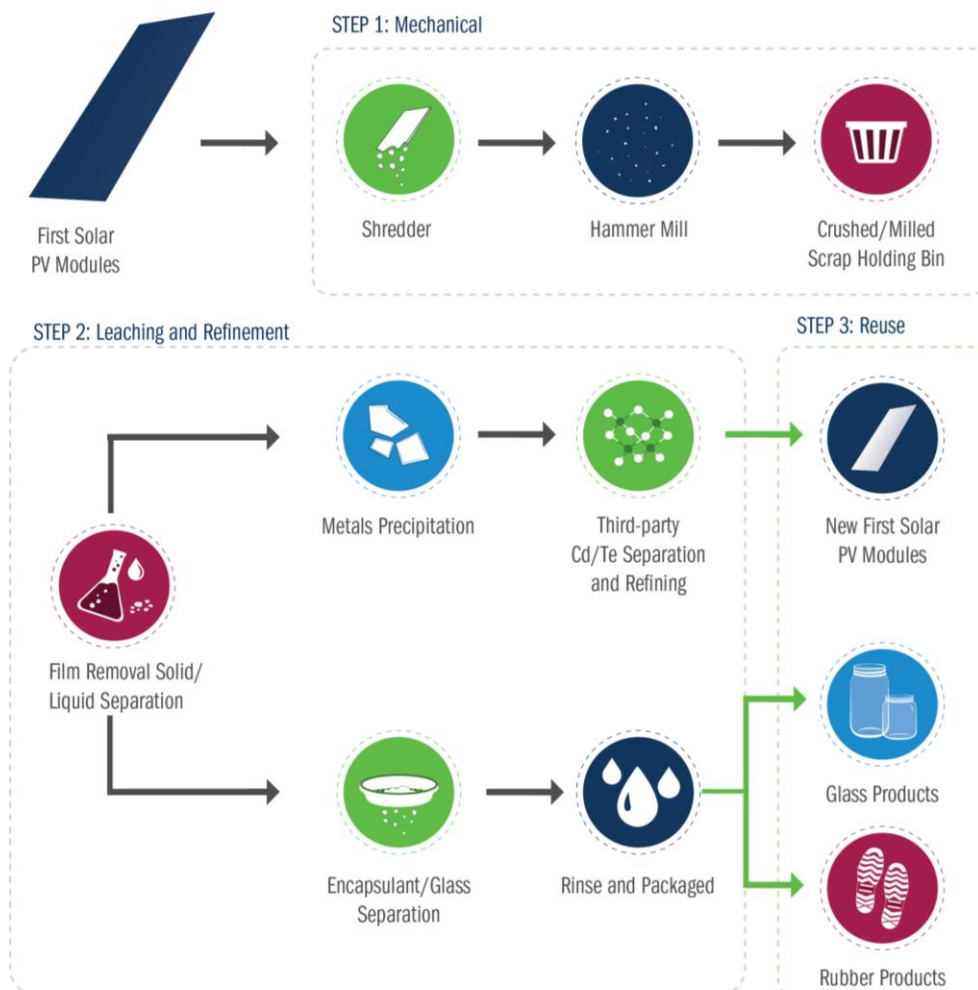 STEP 1: Mechanical
First Solar
PV Modules
Shredder
Hammer Mill
Crushed/Milled
Scrap Holding Bin
STEP 2: Leaching and Refinement
Film Removal Solid/
Liquid Separation
Metals Precipitation
Third-party
Cd/Te Separation
and Refining
Encapsulant/Glass
Separation
Rinse and Packaged
STEP 3: Reuse
New First Solar
PV Modules
Glass Products
Rubber Products